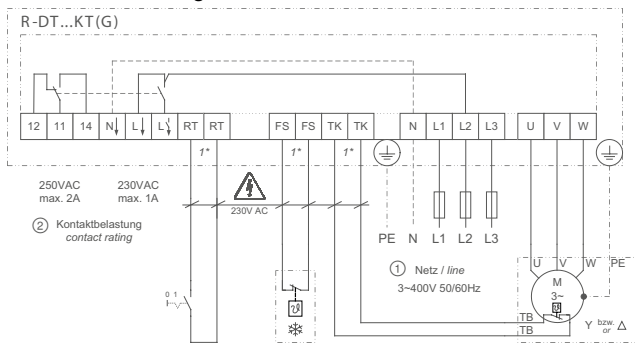 R-DT...KT(G)
12 11 14 N L L RT RT FS FS TK TK N L1 L2 L3 U V W
1* 1* 1*
250VAC 230VAC
max. 2A max. 1A
230V AC
2 Kontaktbelastung
contact rating
PE N L1 L2 L3
1 Netz / line
3~400V 50/60Hz
U V W PE
M
3~
ϑ
0 1
ϑ
TB
TB
Y bzw. or Δ